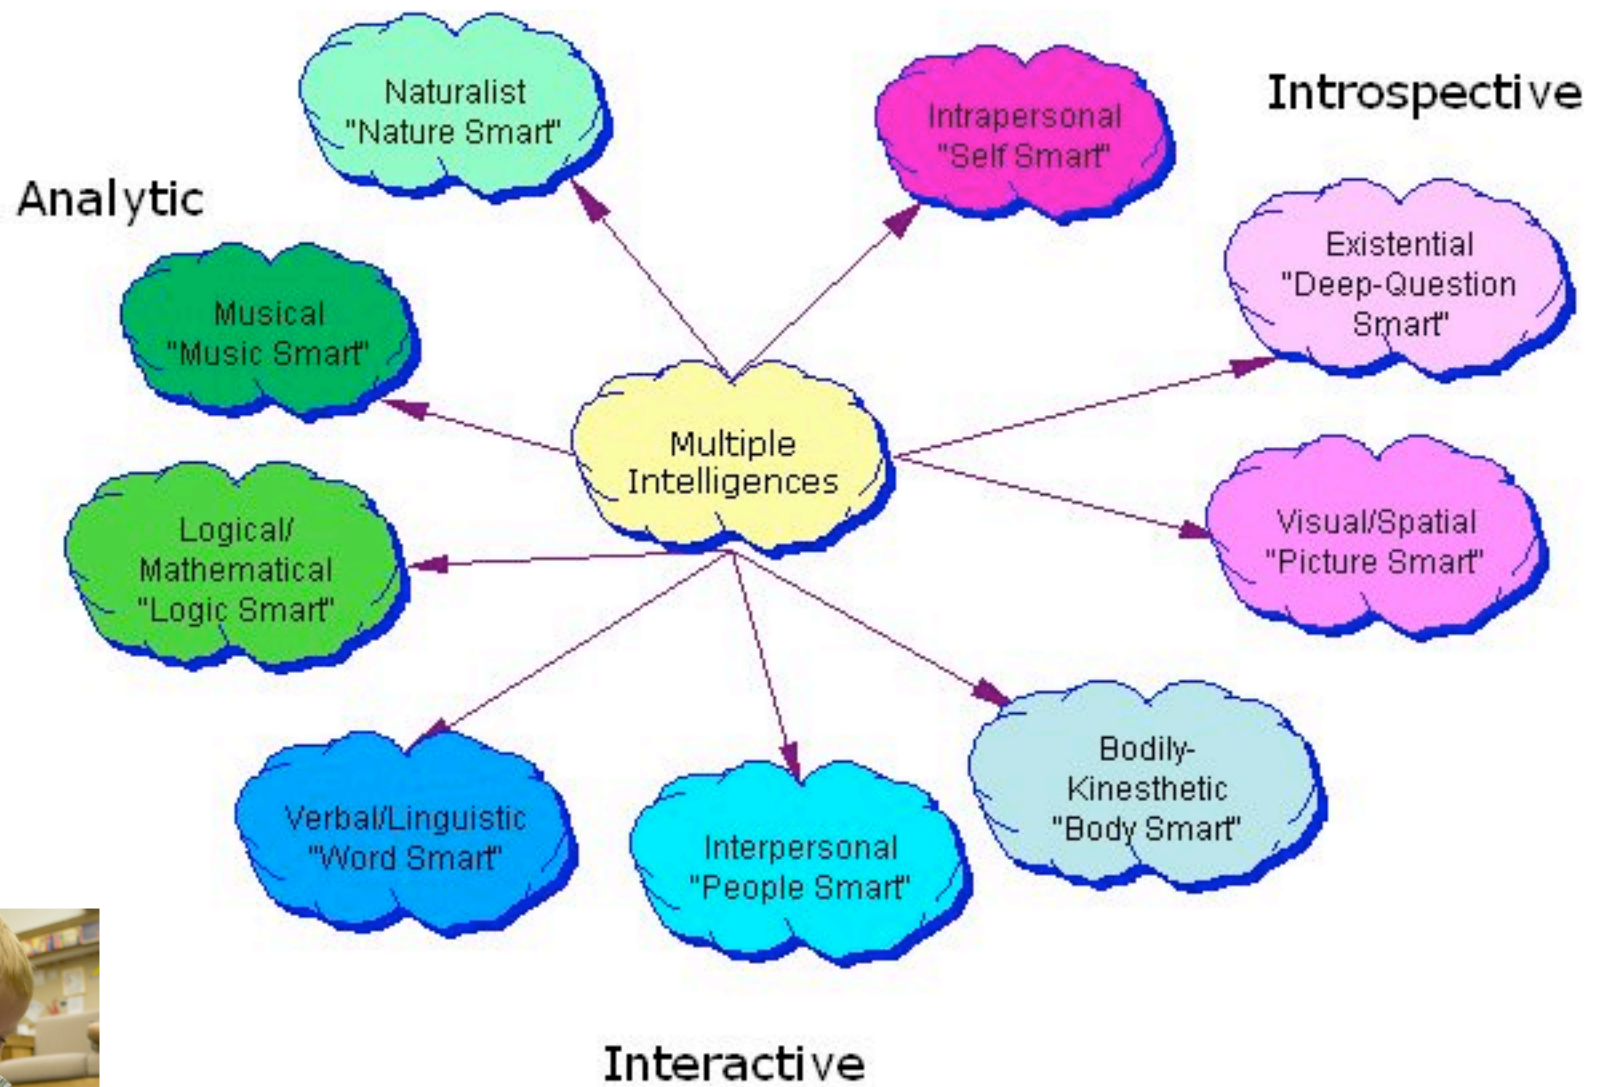 Naturalist
"Nature Smart"
Intrapersonal
"Self Smart"
Introspective
Analytic
Existential
"Deep-Question
Smart"
Musical
"Music Smart"
Multiple
Intelligences
Logical/
Mathematical
"Logic Smart"
Visual/Spatial
"Picture Smart"
Verbal/Linguistic
"Word Smart"
Interpersonal
"People Smart"
Bodily-
Kinesthetic
"Body Smart"
Interactive